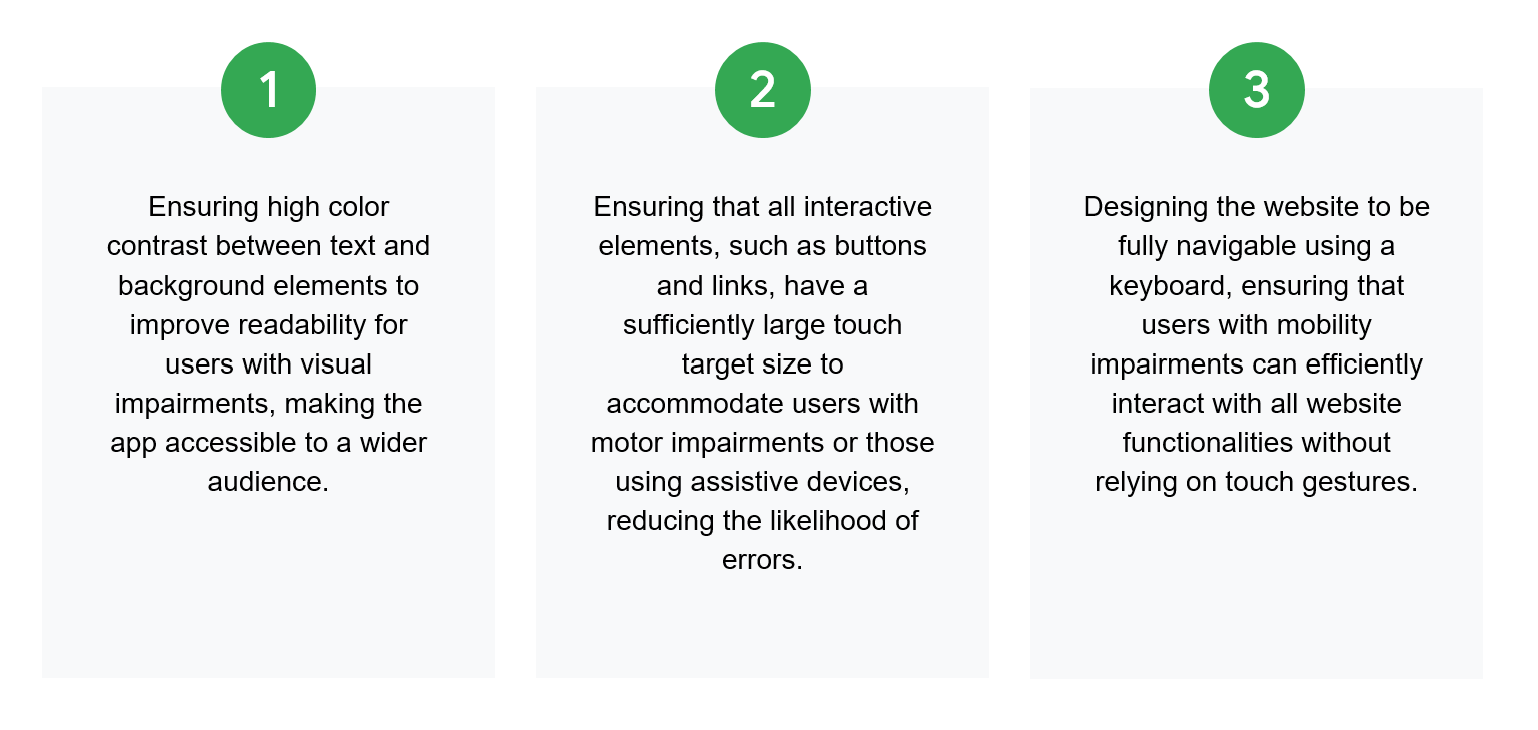 1
Ensuring high color
contrast between text and
background elements to
improve readability for
users with visual
impairments, making the
app accessible to a wider
audience.
2
Ensuring that all interactive
elements, such as buttons
and links, have a
sufficiently large touch
target size to
accommodate users with
motor impairments or those
using assistive devices,
reducing the likelihood of
errors.
3
Designing the website to be
fully navigable using a
keyboard, ensuring that
users with mobility
impairments can efficiently
interact with all website
functionalities without
relying on touch gestures.